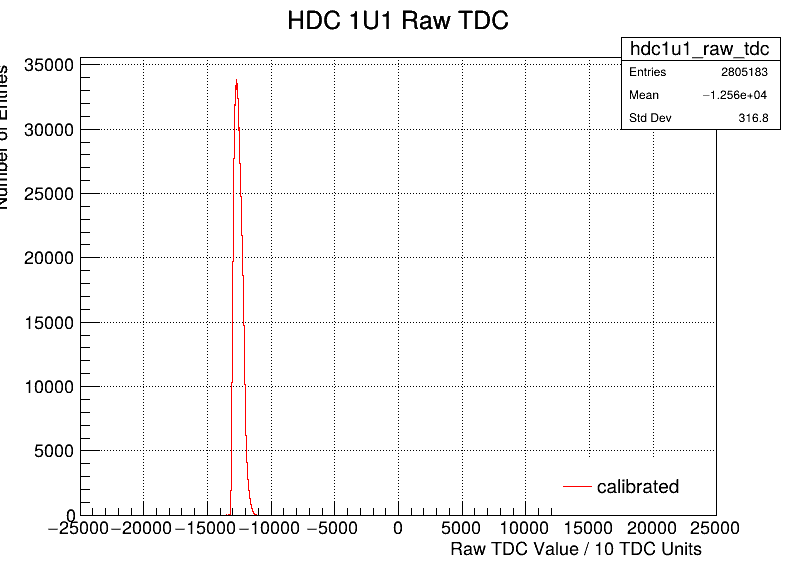 HDC 1U1 Raw TDC
hdc1u1_raw_tdc
Entries 2805183
Mean −1.256e+04
Std Dev 316.8
Number of Entries
35000
30000
25000
20000
15000
10000
5000
0
calibrated
−25000 −20000 −15000 −10000 −5000 0 5000 10000 15000 20000 25000
Raw TDC Value / 10 TDC Units